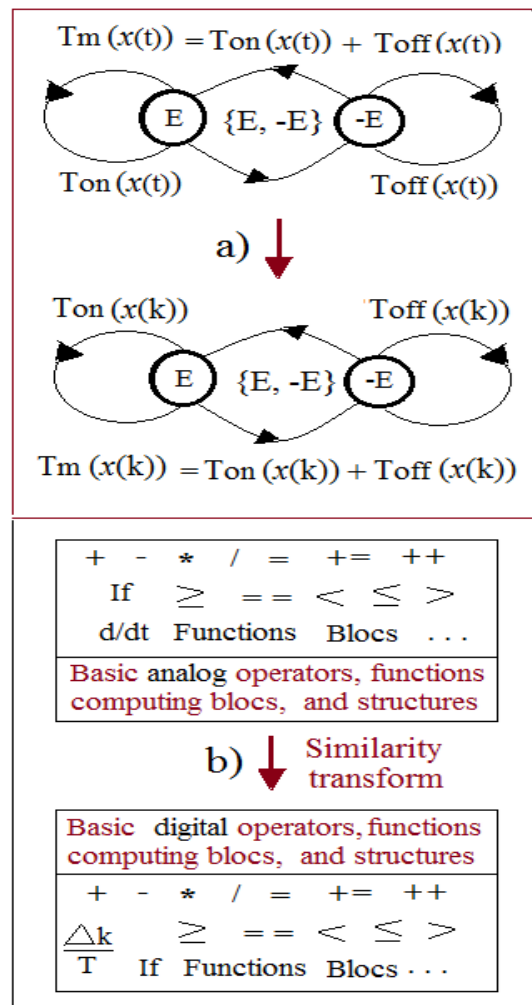 Tm (x(t)) = Ton (x(t)) + Toff (x(t))
E {E, -E} -E
Ton (x(t)) Toff (x(t))
a)
Ton (x(k)) Toff (x(k))
E {E, -E} -E
Tm (x(k)) = Ton (x(k)) + Toff (x(k))
+ - * / = += ++
If ≥ == < ≤ >
d/dt Functions Blocs ...
Basic analog operators, functions
computing blocs, and structures
b) Similarity
transform
Basic digital operators, functions
computing blocs, and structures
+ - * / = += ++
≥ == < ≤ >
△k/T If Functions Blocs ...